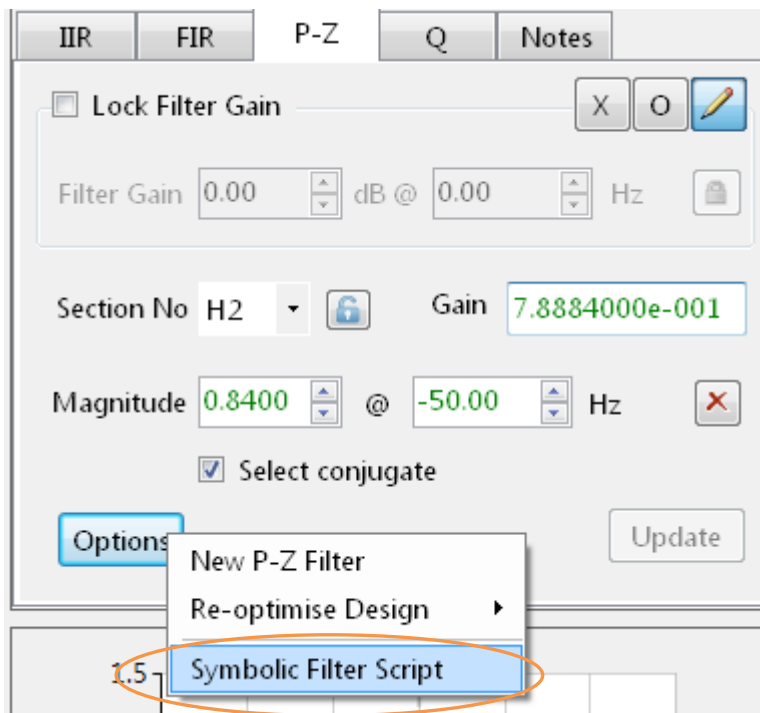 IIR FIR P-Z Q Notes
Lock Filter Gain X O
Filter Gain 0.00 dB @ 0.00 Hz
Section No H2 Gain 7.8884000e-001
Magnitude 0.8400 @ -50.00 Hz
Select conjugate
Options Update
New P-Z Filter
Re-optimise Design
Symbolic Filter Script
1.5